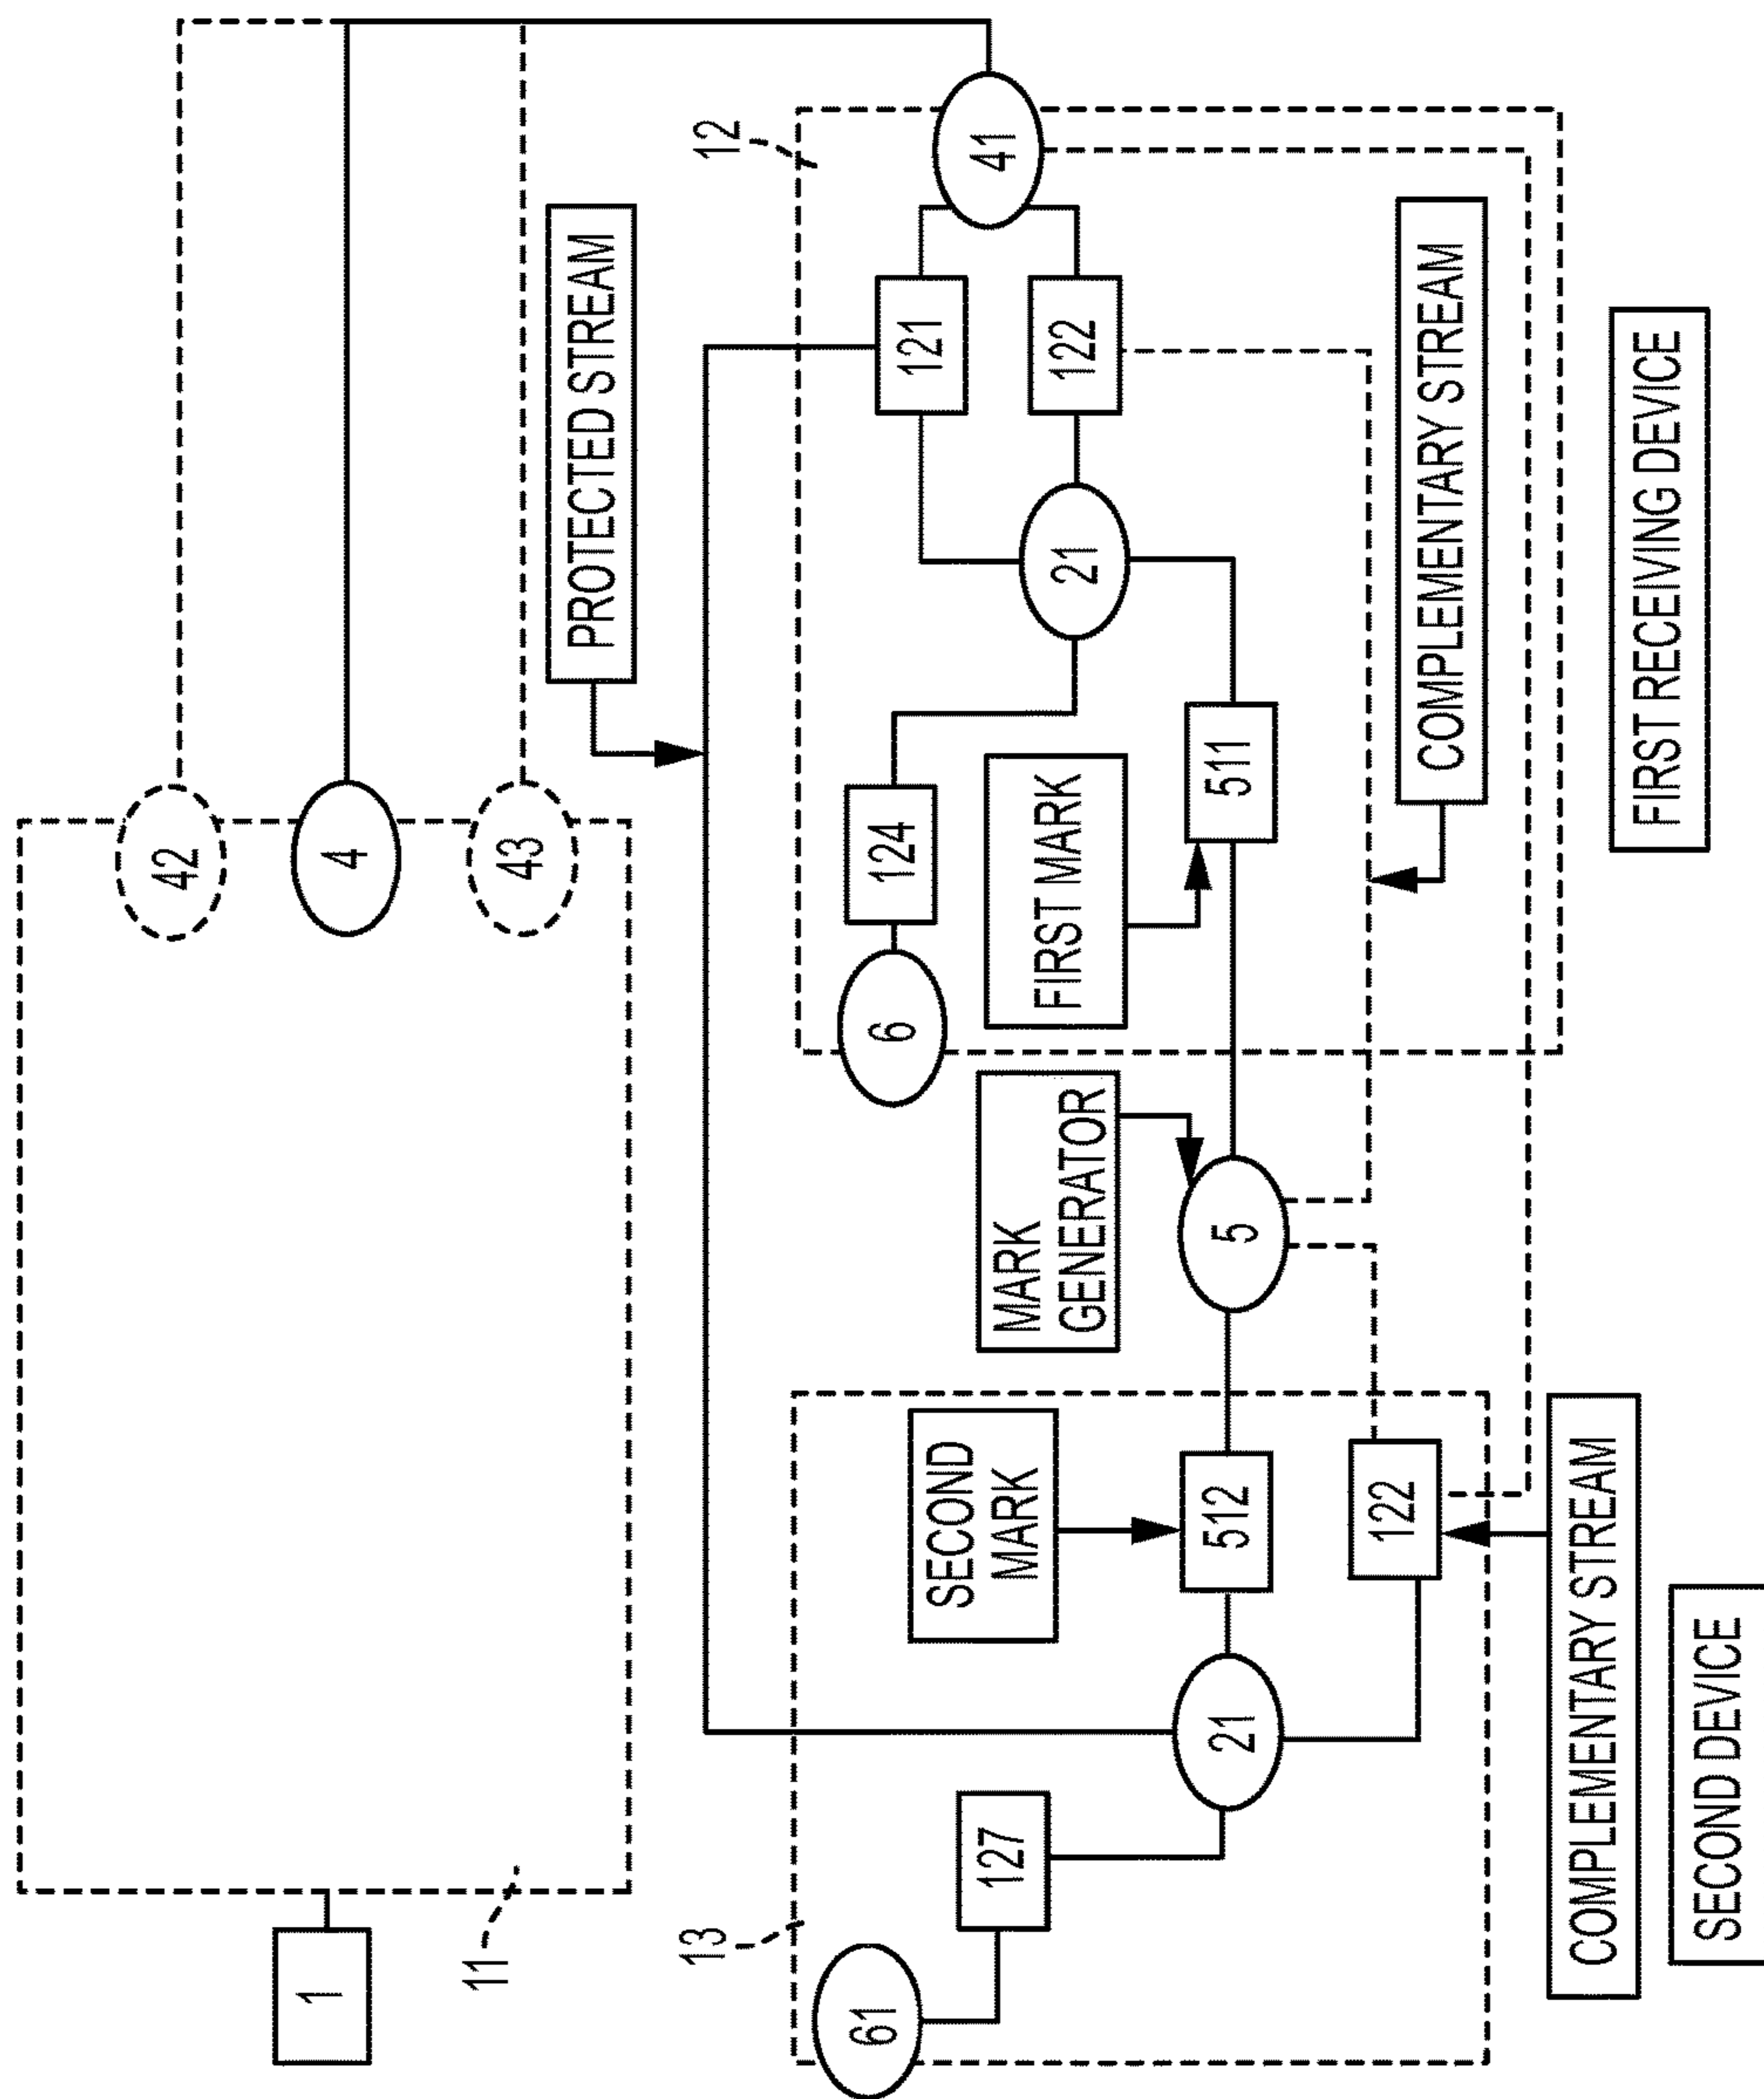 42
1
4
11
43
PROTECTED STREAM
13
12
61
6
124
121
127
SECOND
MARK
MARK
GENERATOR
FIRST MARK
21
122
41
21
512
5
511
122
COMPLEMENTARY STREAM
COMPLEMENTARY STREAM
FIRST RECEIVING DEVICE
SECOND DEVICE